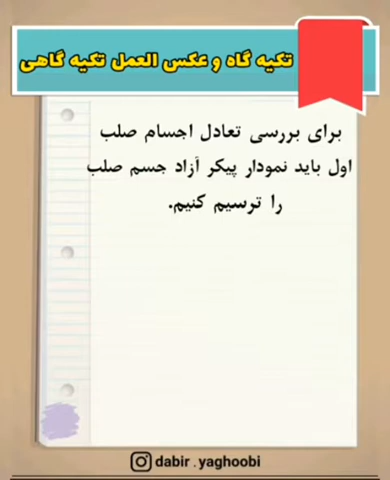 تکیه گاه و عکس العمل تکیه گاهی
برای بررسی تعادل اجسام صلب
اول باید نمودار پیکر آزاد جسم صلب
را ترسیم کنیم.
dabir.yaghoobi